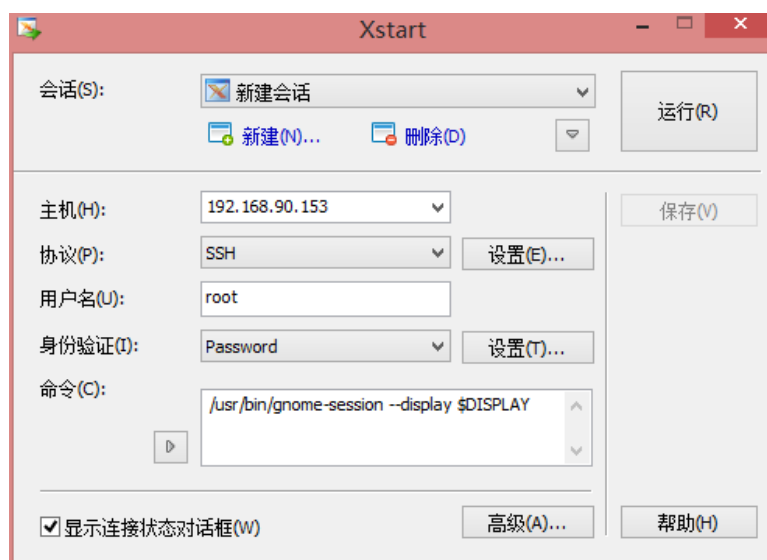 Xstart
会话(S):
新建会话
运行(R)
新建(N)...
删除(D)
主机(H):
192.168.90.153
保存(V)
协议(P):
SSH
设置(E)...
用户名(U):
root
身份验证(I):
Password
设置(T)...
命令(C):
/usr/bin/gnome-session --display $DISPLAY
显示连接状态对话框(W)
高级(A)...
帮助(H)